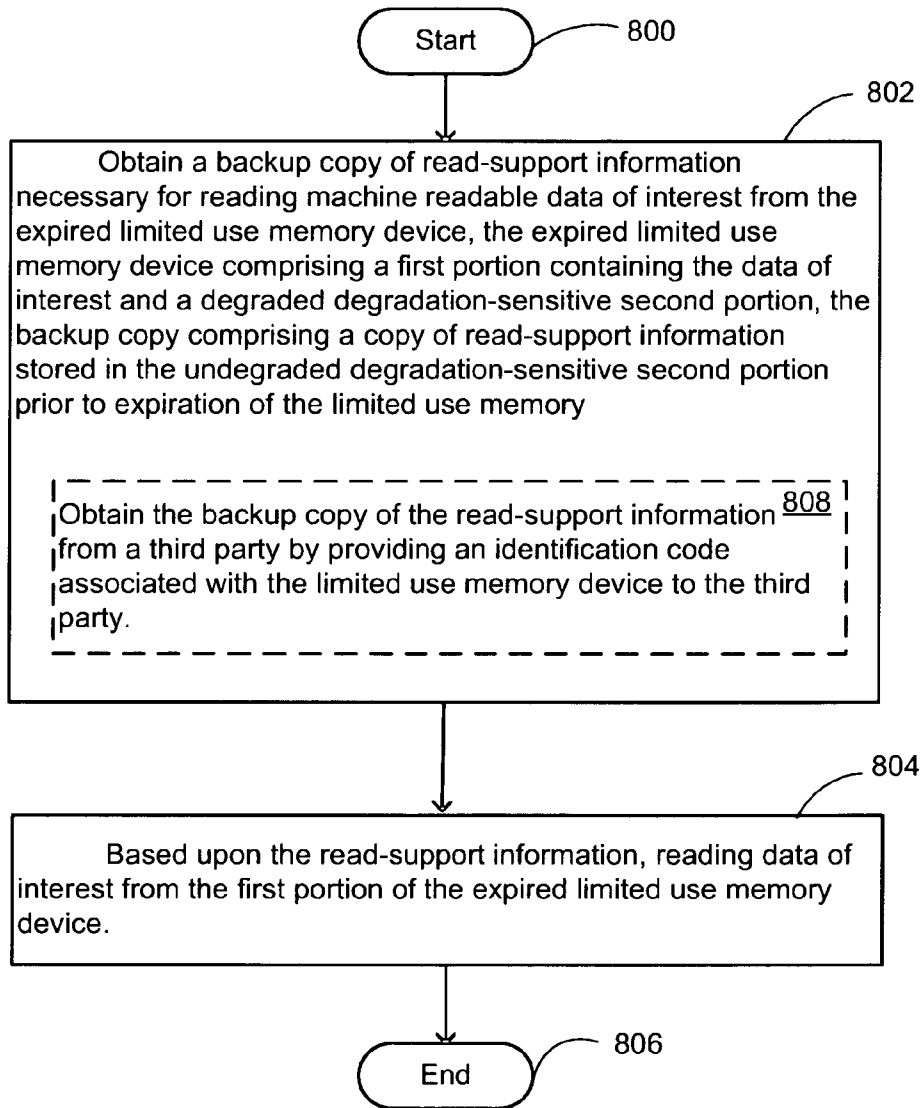 Start
800
802
Obtain a backup copy of read-support information
necessary for reading machine readable data of interest from the
expired limited use memory device, the expired limited use
memory device comprising a first portion containing the data of
interest and a degraded degradation-sensitive second portion, the
backup copy comprising a copy of read-support information
stored in the undegraded degradation-sensitive second portion
prior to expiration of the limited use memory
Obtain the backup copy of the read-support information 808
from a third party by providing an identification code
associated with the limited use memory device to the third
party.
804
Based upon the read-support information, reading data of
interest from the first portion of the expired limited use memory
device.
End
806